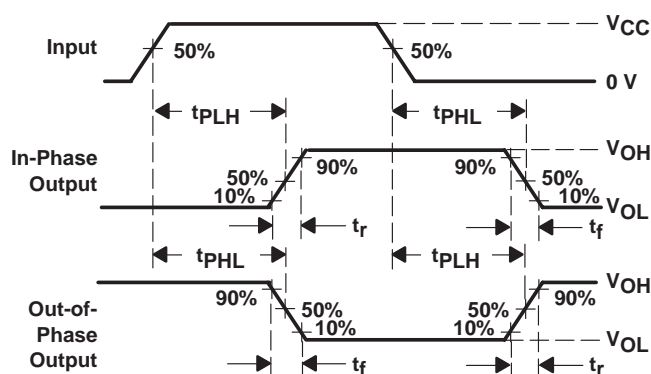 VCC
Input
50%
50%
0 V
tPLH
tPHL
In-Phase
Output
VOH
90%
90%
50%
50%
10%
10%
VOL
tr
tf
tPHL
tPLH
VOH
90%
90%
Out-of-
Phase
Output
50%
50%
10%
10%
VOL
tf
tr